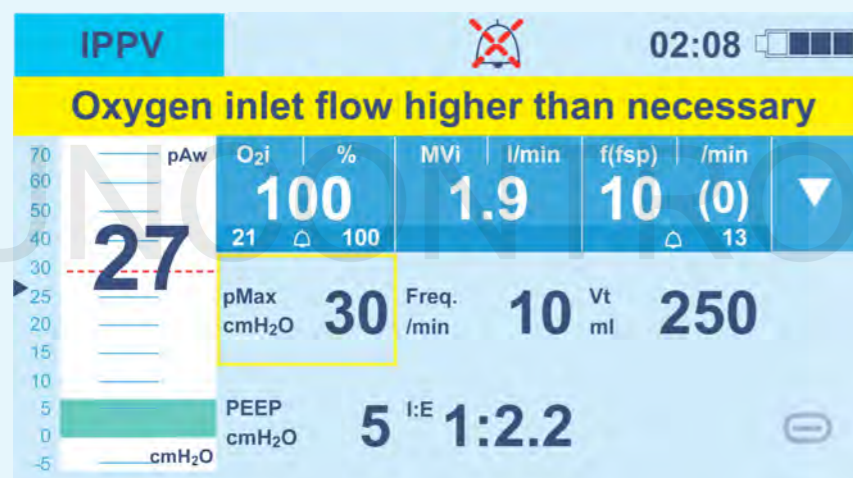 IPPV 02:08
Oxygen inlet flow higher than necessary
70 pAw O₂i % MVi l/min f(fsp) /min
60
100 1.9 10 (0)
50
40 21 100 13
27
30
25 pMax cmH₂O 30 Freq. /min 10 Vt ml 250
20
15
10
5 PEEP cmH₂O 5 I:E 1:2.2
0
-5 cmH₂O
UNCONTRO